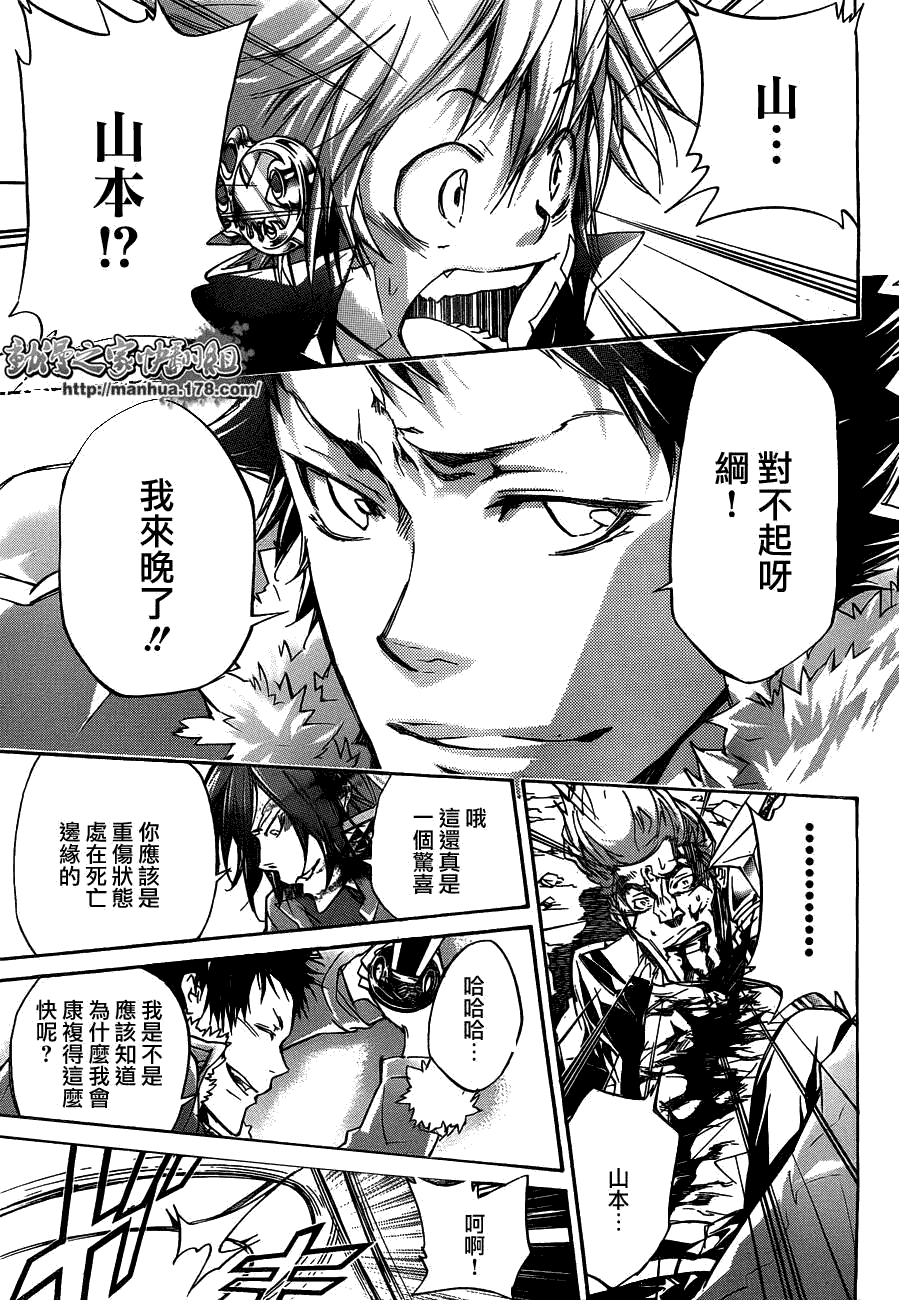 山…
山本!?
動漫之家漢化組
http://manhua.178.com/
對不起呀
綱！
我來晚了!!
………
哦
這還真是
一個驚喜
你應該是
重傷狀態
處在死亡
邊緣的
山本…
哈哈哈…
我是不是
應該知道
為什麼我會
康複得這麼
快呢？
呵啊！
ガキ